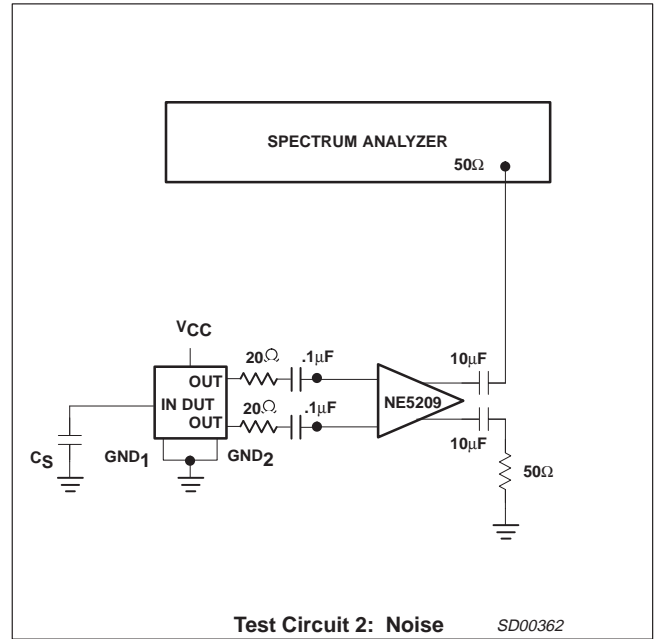 SPECTRUM ANALYZER
50Ω
VCC
20Ω
.1μF
10μF
OUT
IN DUT
20Ω
.1μF
NE5209
OUT
10μF
CS
GND1
GND2
50Ω
Test Circuit 2: Noise
SD00362